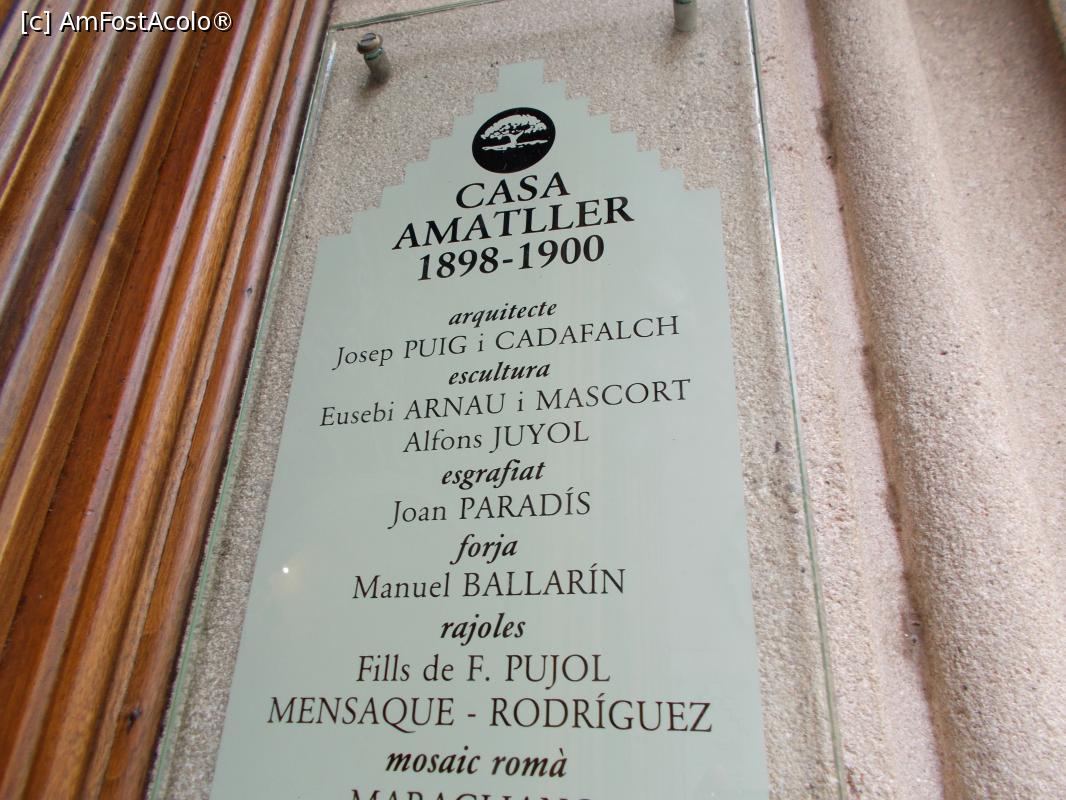 [c] AmFostAcolo®
CASA
AMATLLER
1898-1900
arquitecte
Josep PUIG i CADAFALCH
escultura
Eusebi ARNAU i MASCORT
Alfons JUYOL
esgrafiat
Joan PARADÍS
forja
Manuel BALLARÍN
rajoles
Fills de F. PUJOL
MENSAQUE - RODRÍGUEZ
mosaic romà